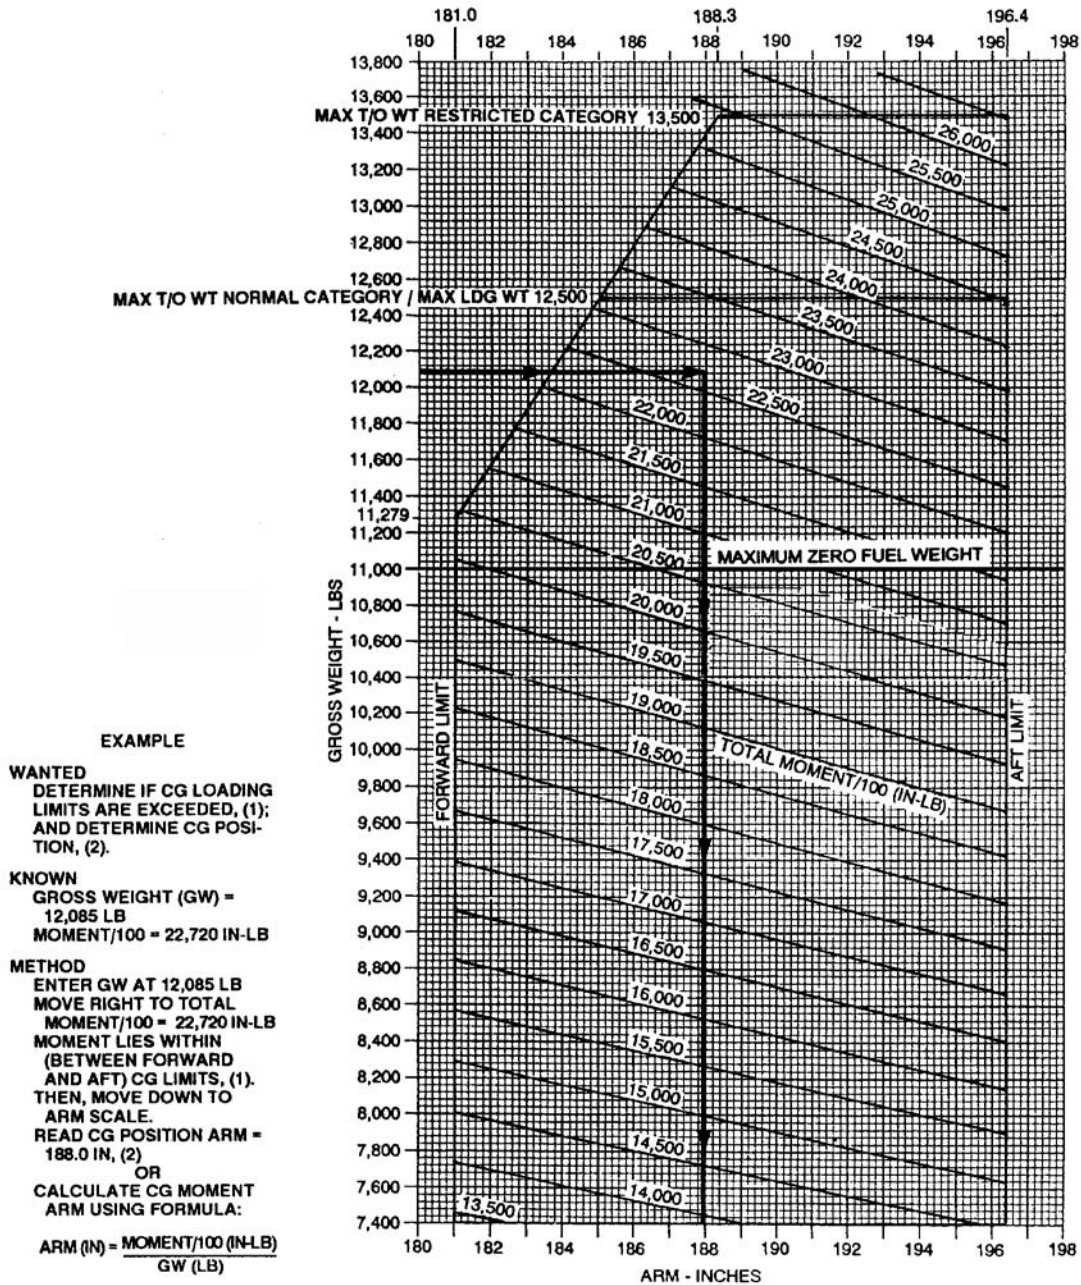 181.0 188.3 196.4
180 182 184 186 188 190 192 194 196 198
13,800
13,600
MAX T/O WT RESTRICTED CATEGORY 13,500
13,400
13,200
13,000
12,800
12,600
MAX T/O WT NORMAL CATEGORY / MAX LDG WT 12,500
12,400
12,200
12,000
11,800
11,600
11,400
11,279
11,200
11,000
10,800
10,600
10,400
10,200
10,000
9,800
9,600
9,400
9,200
9,000
8,800
8,600
8,400
8,200
8,000
7,800
7,600
7,400
GROSS WEIGHT - LBS
FORWARD LIMIT
AFT LIMIT
MAXIMUM ZERO FUEL WEIGHT
TOTAL MOMENT/100 (IN-LB)
26,000
25,500
25,000
24,500
24,000
23,500
23,000
22,500
22,000
21,500
21,000
20,500
20,000
19,500
19,000
18,500
18,000
17,500
17,000
16,500
16,000
15,500
15,000
14,500
14,000
13,500
180 182 184 186 188 190 192 194 196 198
ARM - INCHES
EXAMPLE
WANTED
DETERMINE IF CG LOADING
LIMITS ARE EXCEEDED, (1);
AND DETERMINE CG POSI-
TION, (2).
KNOWN
GROSS WEIGHT (GW) =
12,085 LB
MOMENT/100 = 22,720 IN-LB
METHOD
ENTER GW AT 12,085 LB
MOVE RIGHT TO TOTAL
MOMENT/100 = 22,720 IN-LB
MOMENT LIES WITHIN
(BETWEEN FORWARD
AND AFT) CG LIMITS, (1).
THEN, MOVE DOWN TO
ARM SCALE.
READ CG POSITION ARM =
188.0 IN, (2)
OR
CALCULATE CG MOMENT
ARM USING FORMULA:
ARM (IN) = MOMENT/100 (IN-LB)
GW (LB)